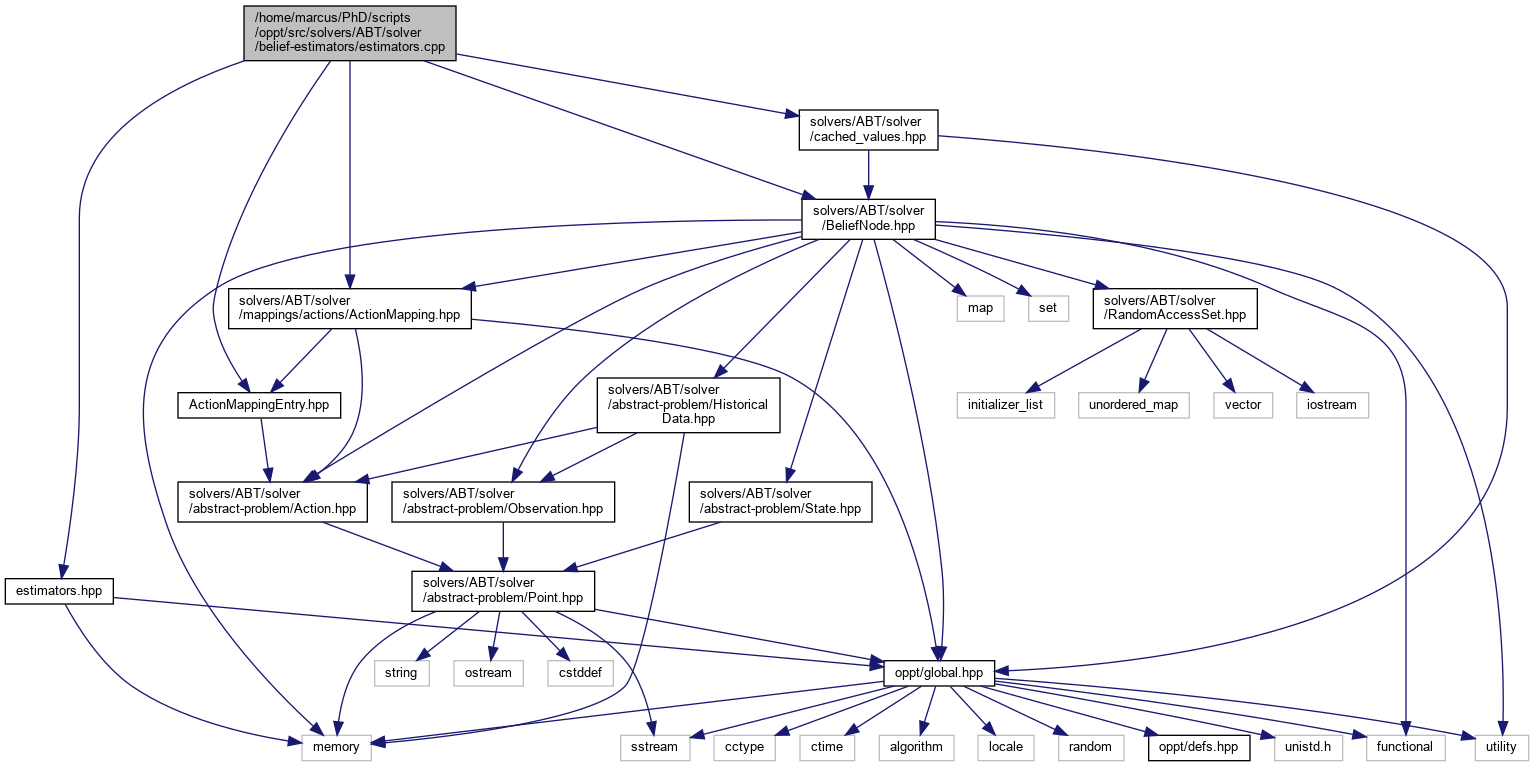 /home/marcus/PhD/scripts
/oppt/src/solvers/ABT/solver
/belief-estimators/estimators.cpp
solvers/ABT/solver
/cached_values.hpp
solvers/ABT/solver
/BeliefNode.hpp
solvers/ABT/solver
/mappings/actions/ActionMapping.hpp
map
set
solvers/ABT/solver
/RandomAccessSet.hpp
ActionMappingEntry.hpp
solvers/ABT/solver
/abstract-problem/Historical
Data.hpp
initializer_list
unordered_map
vector
iostream
solvers/ABT/solver
/abstract-problem/Action.hpp
solvers/ABT/solver
/abstract-problem/Observation.hpp
solvers/ABT/solver
/abstract-problem/State.hpp
estimators.hpp
solvers/ABT/solver
/abstract-problem/Point.hpp
string
ostream
cstddef
oppt/global.hpp
memory
sstream
cctype
ctime
algorithm
locale
random
oppt/defs.hpp
unistd.h
functional
utility